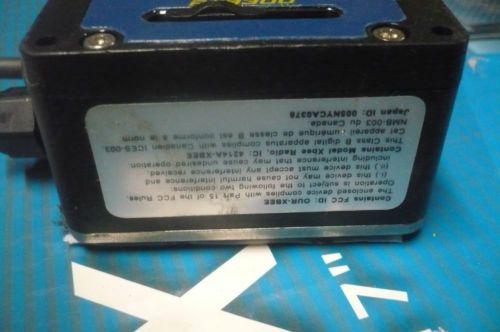 Contains FCC ID: OUR-XBEE
The enclosed device complies with Part 15 of the FCC Rules.
Operation is subject to the following two conditions:
(i.) this device may not cause harmful interference and
(ii.) this device must accept any interference received,
including interference that may cause undesired operation.
Contains Model Xbee Radio, IC: 4214A-XBEE
This Class B digital apparatus complies with Canadian ICES-003
Cet appareil numerique de classe B est conforme a la norm
NMB-003 du Canada.
Japan ID: 005NYCA0378